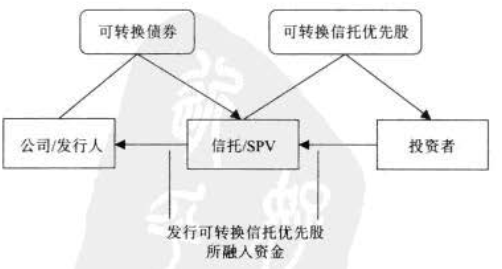 可转换债券
可转换信托优先股
公司/发行人
信托/SPV
投资者
发行可转换信托优先股
所融入资金